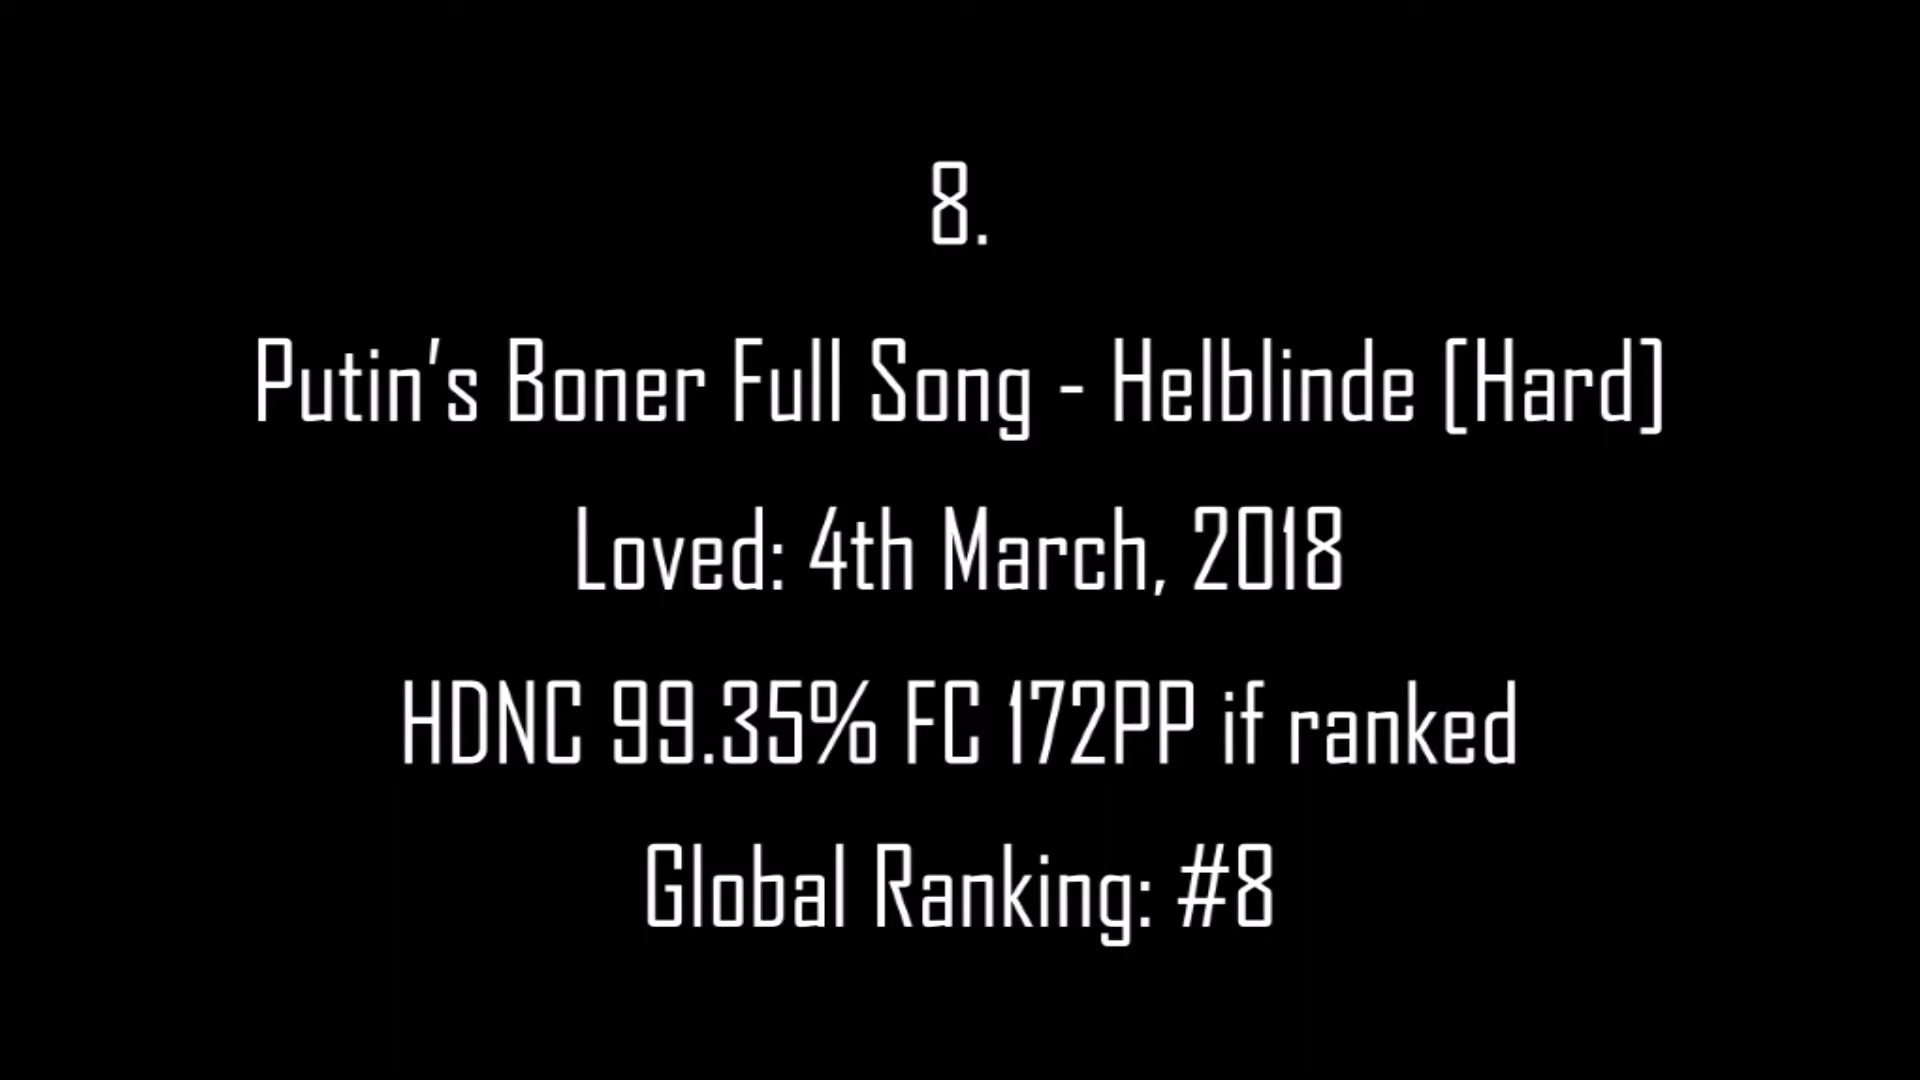 8.
Putin's Boner Full Song - Helblinde [Hard]
Loved: 4th March, 2018
HDNC 99.35% FC 172PP if ranked
Global Ranking: #8